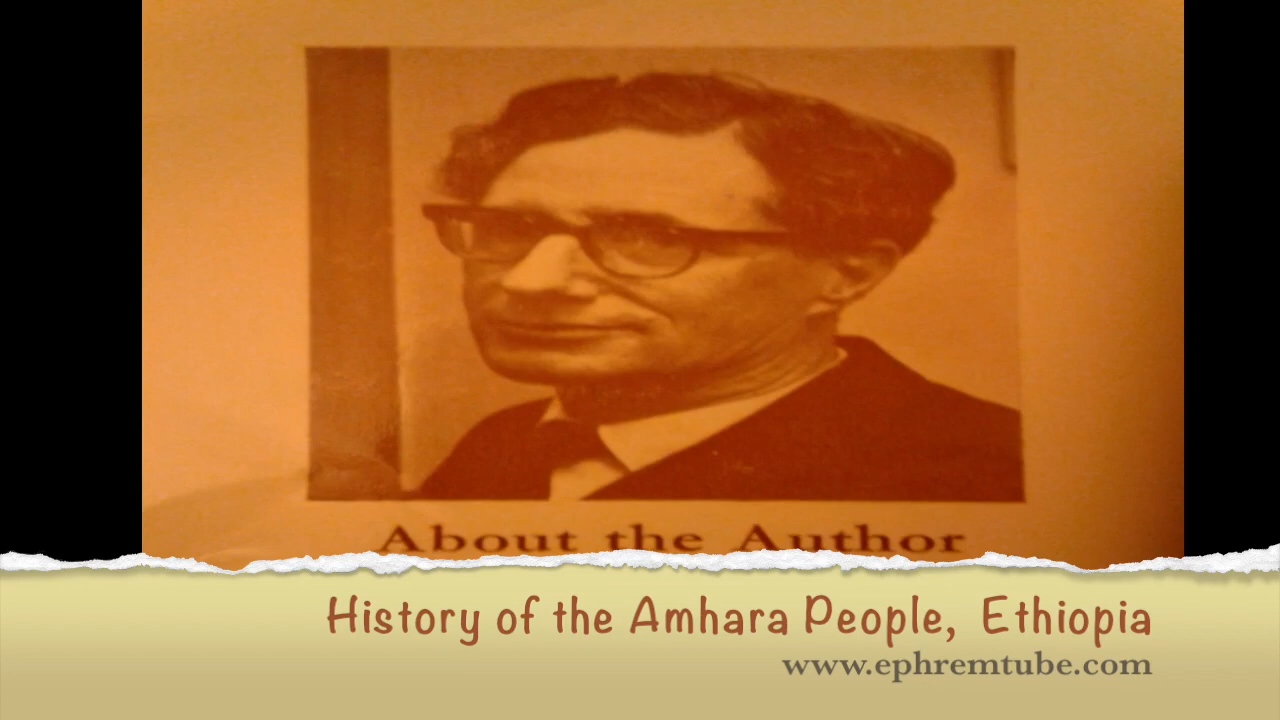 About the Author
History of the Amhara People, Ethiopia
www.ephremtube.com